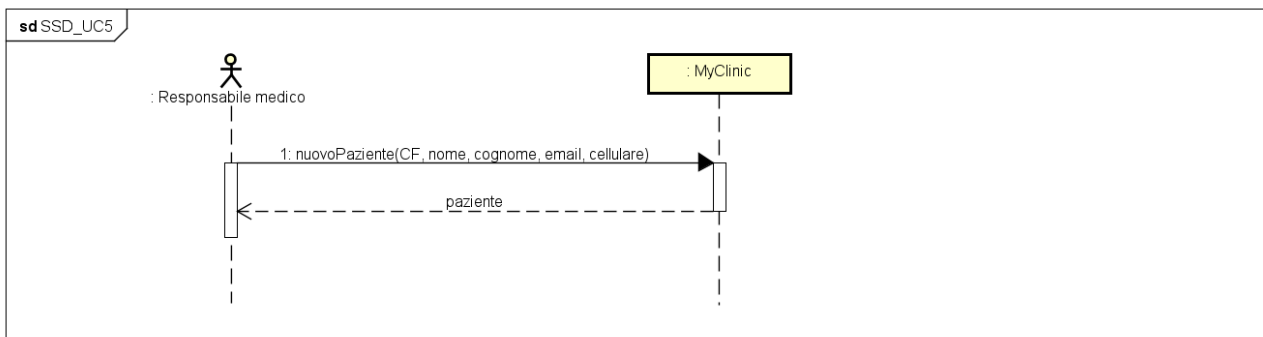 sd SSD_UC5
: Responsabile medico
: MyClinic
1: nuovoPaziente(CF, nome, cognome, email, cellulare)
paziente